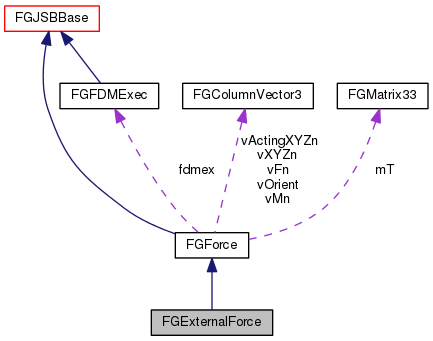 FGJSBBase
FGFDMExec
FGColumnVector3
FGMatrix33
vActingXYZn
vXYZn
fdmex
vFn
mT
vOrient
vMn
FGForce
FGExternalForce